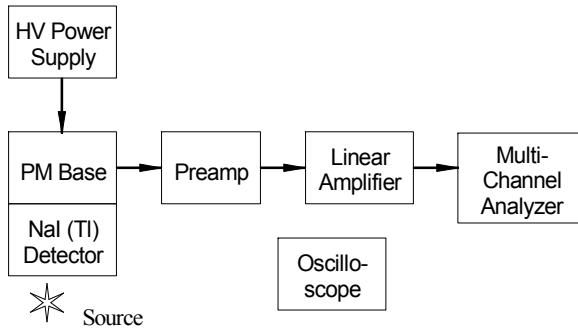 HV Power
Supply
PM Base
Preamp
Linear
Amplifier
Multi-
Channel
Analyzer
NaI (Tl)
Detector
Oscillo-
scope
Source